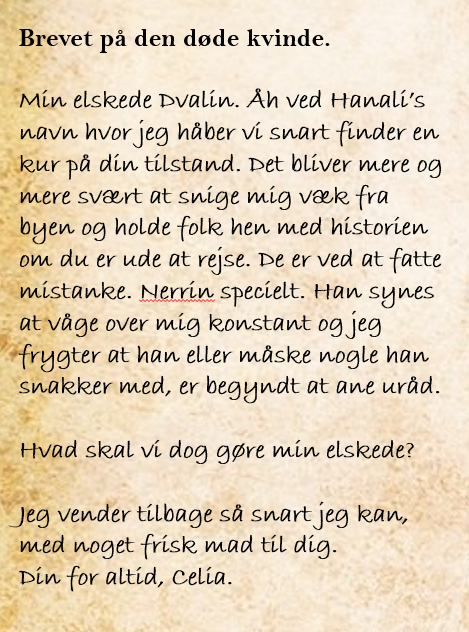 Brevet på den døde kvinde.
Min elskede Dvalin. Åh ved Hanali's
navn hvor jeg håber vi snart finder en
kur på din tilstand. Det bliver mere og
mere svært at snige mig væk fra
byen og holde folk hen med historien
om du er ude at rejse. De er ved at fatte
mistanke. Nerrin specielt. Han synes
at våge over mig konstant og jeg
frygter at han eller måske nogle han
snakker med, er begyndt at ane uråd.
Hvad skal vi dog gøre min elskede?
Jeg vender tilbage så snart jeg kan,
med noget frisk mad til dig.
Din for altid, Celia.